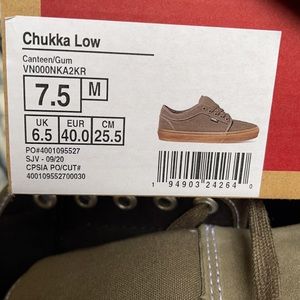 Chukka Low
Canteen/Gum
VN000NKA2KR
7.5 M
UK EUR CM
6.5 40.0 25.5
PO#4001095527
SJV - 09/20
CPSIA PO/CUT#
400109552700030
1 94903 24264 0